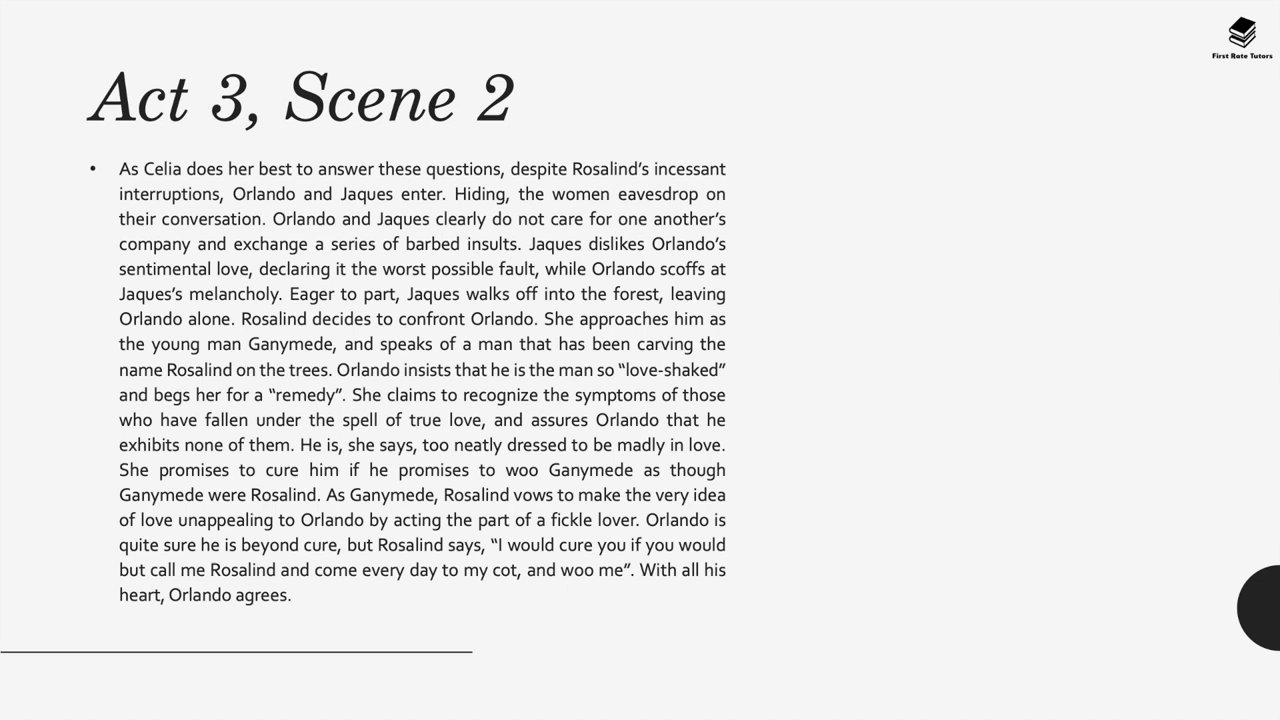 First Rate Tutors
Act 3, Scene 2
• As Celia does her best to answer these questions, despite Rosalind’s incessant
interruptions, Orlando and Jaques enter. Hiding, the women eavesdrop on
their conversation. Orlando and Jaques clearly do not care for one another’s
company and exchange a series of barbed insults. Jaques dislikes Orlando’s
sentimental love, declaring it the worst possible fault, while Orlando scoffs at
Jaques’s melancholy. Eager to part, Jaques walks off into the forest, leaving
Orlando alone. Rosalind decides to confront Orlando. She approaches him as
the young man Ganymede, and speaks of a man that has been carving the
name Rosalind on the trees. Orlando insists that he is the man so “love-shaked”
and begs her for a “remedy”. She claims to recognize the symptoms of those
who have fallen under the spell of true love, and assures Orlando that he
exhibits none of them. He is, she says, too neatly dressed to be madly in love.
She promises to cure him if he promises to woo Ganymede as though
Ganymede were Rosalind. As Ganymede, Rosalind vows to make the very idea
of love unappealing to Orlando by acting the part of a fickle lover. Orlando is
quite sure he is beyond cure, but Rosalind says, “I would cure you if you would
but call me Rosalind and come every day to my cot, and woo me”. With all his
heart, Orlando agrees.